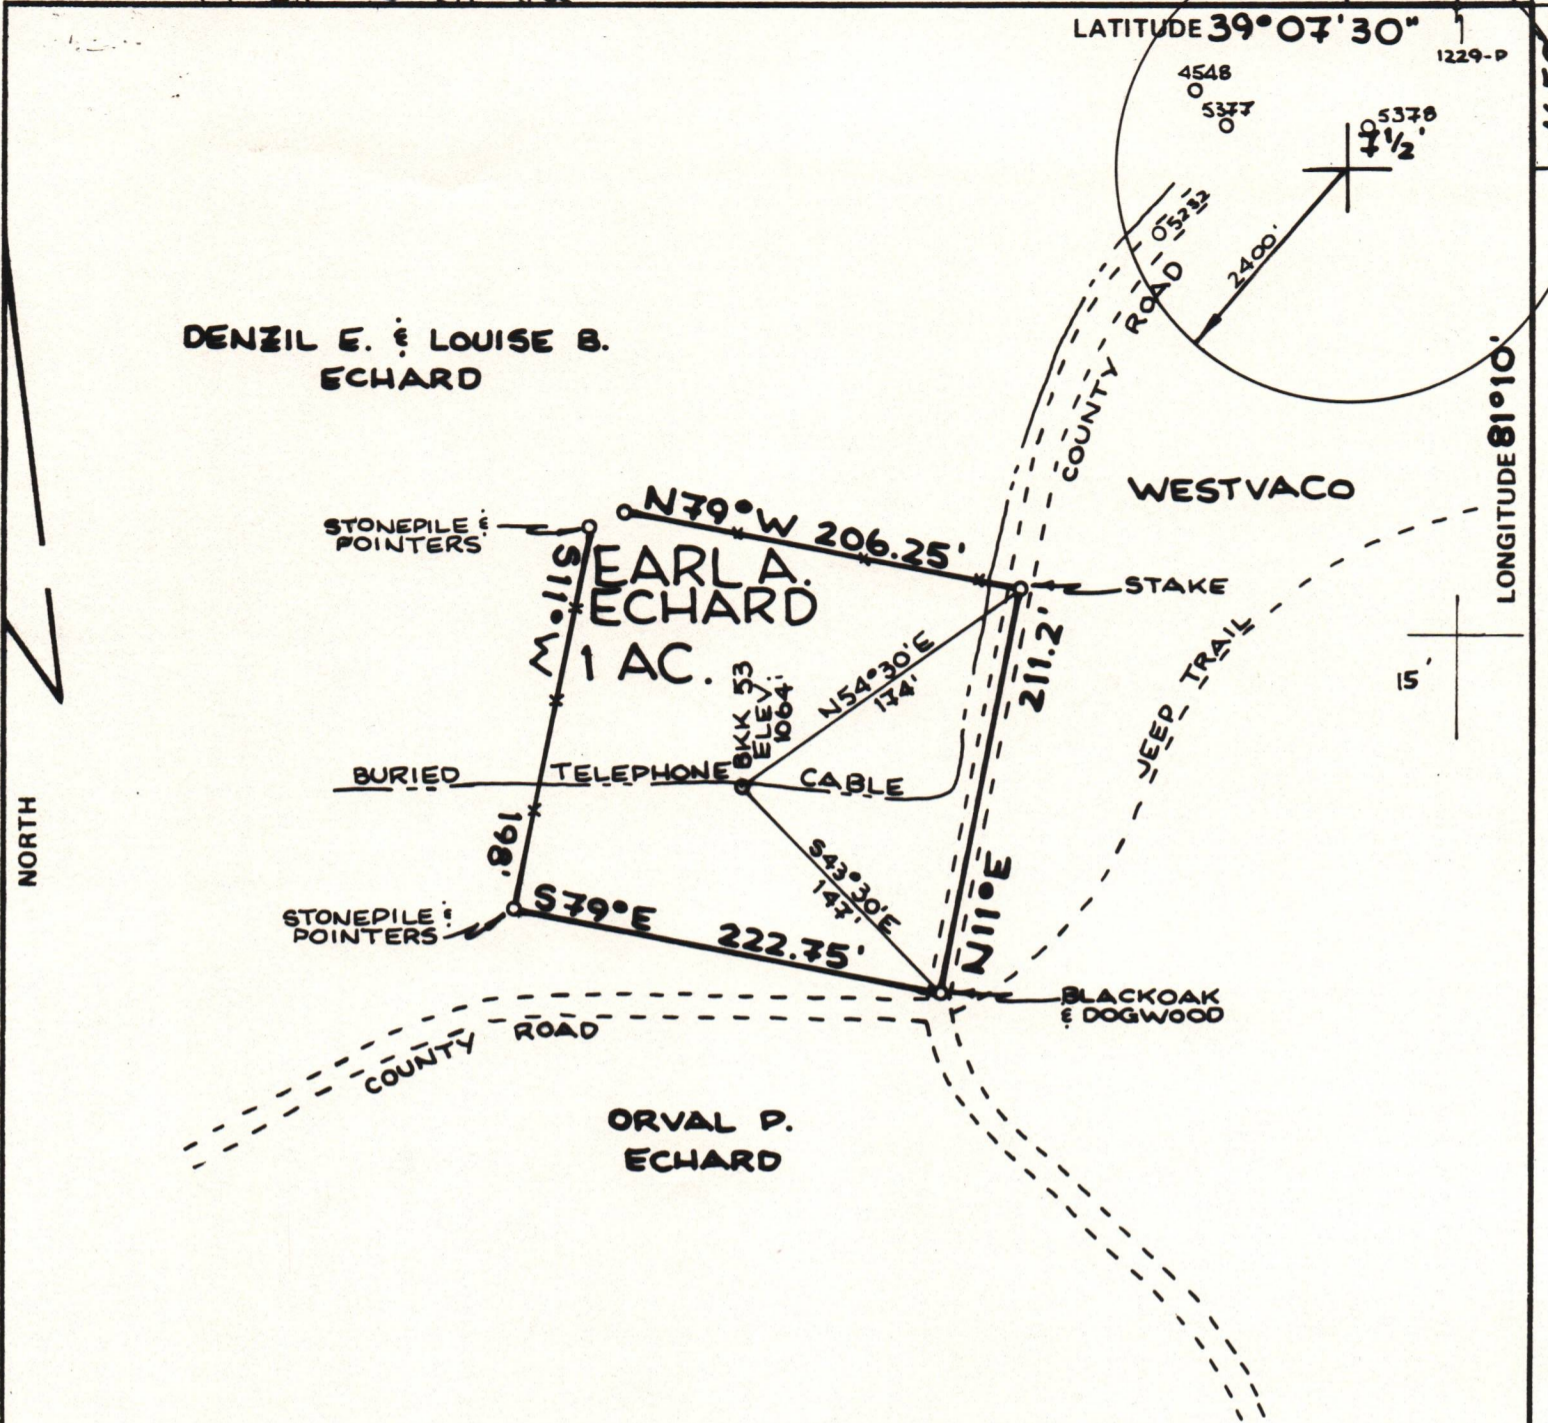 LATITUDE 39°07'30"
1229-P
4548
5377
5378
7 1/2'
5232
2400'
COUNTY ROAD
LONGITUDE 81°10'
DENZIL E. & LOUISE B.
ECHARD
WESTVACO
STONEPILE &
POINTERS
N79°W 206.25'
S11°W
198'
EARL A.
ECHARD
1 AC.
STAKE
211.2'
N11°E
N54°30'E
174'
BKK 53
ELEV.
1064'
JEEP TRAIL
15'
BURIED TELEPHONE CABLE
NORTH
S43°30'E
147'
STONEPILE &
POINTERS
S79°E 222.75'
BLACKOAK
& DOGWOOD
COUNTY ROAD
ORVAL P.
ECHARD